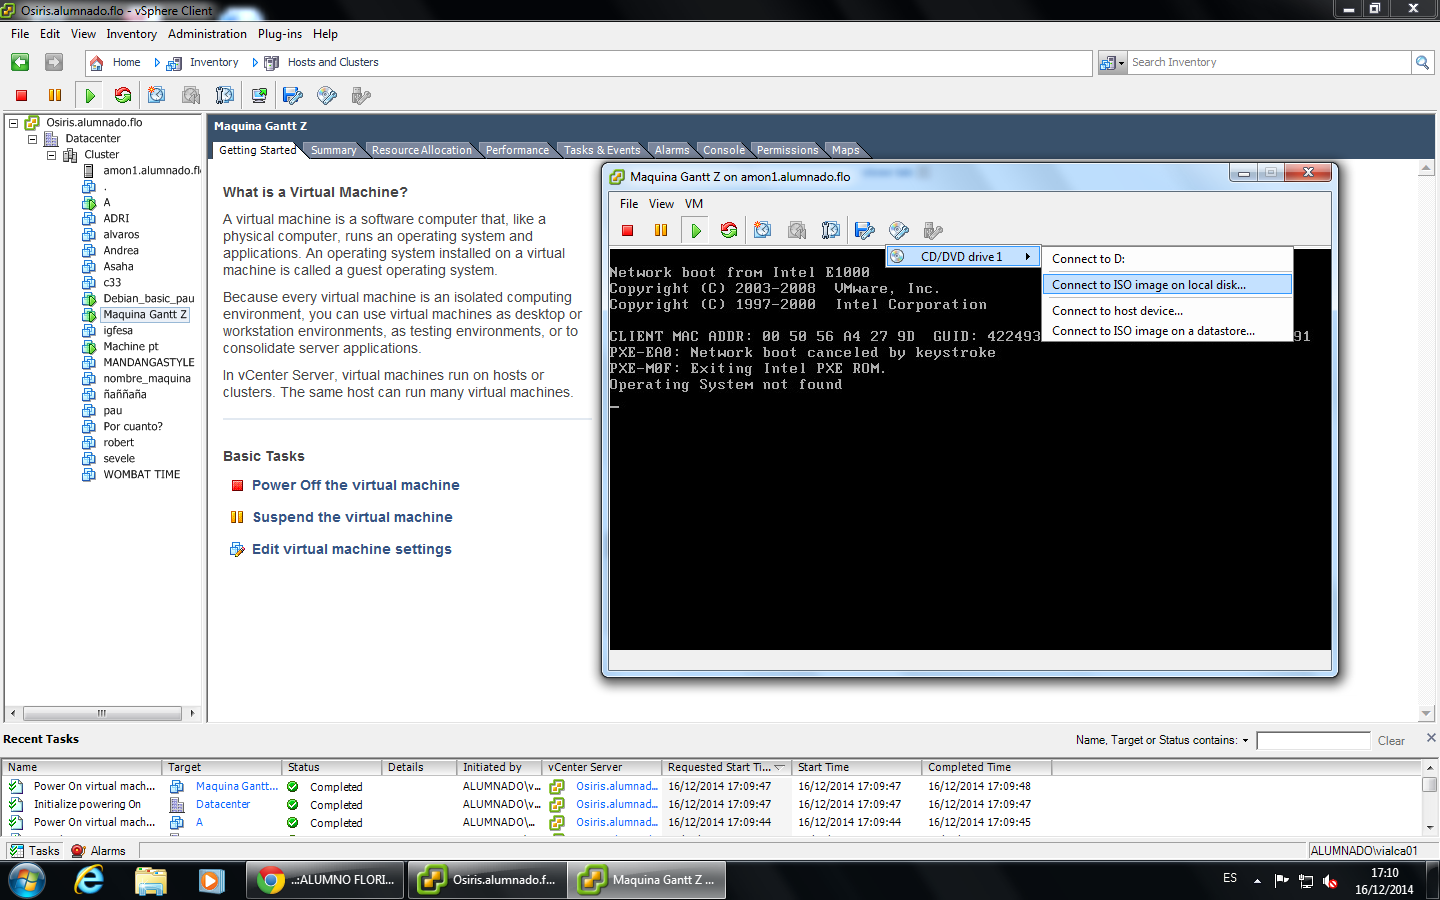 Osiris.alumnado.flo - vSphere Client
File Edit View Inventory Administration Plug-ins Help
Home Inventory Hosts and Clusters
Search Inventory
Osiris.alumnado.flo
Datacenter
Cluster
amon1.alumnado.fl
.
A
ADRI
alvaros
Andrea
Asaha
c33
Debian_basic_pau
Maquina Gantt Z
igfesa
Machine pt
MANDANGASTYLE
nombre_maquina
ñaññaña
pau
Por cuanto?
robert
sevele
WOMBAT TIME
Maquina Gantt Z
Getting Started Summary Resource Allocation Performance Tasks & Events Alarms Console Permissions Maps
What is a Virtual Machine?
A virtual machine is a software computer that, like a
physical computer, runs an operating system and
applications. An operating system installed on a virtual
machine is called a guest operating system.
Because every virtual machine is an isolated computing
environment, you can use virtual machines as desktop or
workstation environments, as testing environments, or to
consolidate server applications.
In vCenter Server, virtual machines run on hosts or
clusters. The same host can run many virtual machines.
Basic Tasks
Power Off the virtual machine
Suspend the virtual machine
Edit virtual machine settings
Maquina Gantt Z on amon1.alumnado.flo
File View VM
CD/DVD drive 1
Connect to D:
Connect to ISO image on local disk...
Connect to host device...
Connect to ISO image on a datastore...
Network boot from Intel E1000
Copyright (C) 2003-2008 VMware, Inc.
Copyright (C) 1997-2000 Intel Corporation
CLIENT MAC ADDR: 00 50 56 A4 27 9D GUID: 422493 91
PXE-EA0: Network boot canceled by keystroke
PXE-M0F: Exiting Intel PXE ROM.
Operating System not found
Recent Tasks
Name, Target or Status contains: Clear
Name Target Status Details Initiated by vCenter Server Requested Start Ti... Start Time Completed Time
Power On virtual mach... Maquina Gantt... Completed ALUMNADO\v... Osiris.alumnad... 16/12/2014 17:09:47 16/12/2014 17:09:47 16/12/2014 17:09:48
Initialize powering On Datacenter Completed ALUMNADO\v... Osiris.alumnad... 16/12/2014 17:09:47 16/12/2014 17:09:47 16/12/2014 17:09:47
Power On virtual mach... A Completed ALUMNADO\... Osiris.alumnad... 16/12/2014 17:09:44 16/12/2014 17:09:44 16/12/2014 17:09:45
Tasks Alarms
ALUMNADO\vialca01
..:ALUMNO FLORI... Osiris.alumnado.f... Maquina Gantt Z ...
ES
17:10
16/12/2014